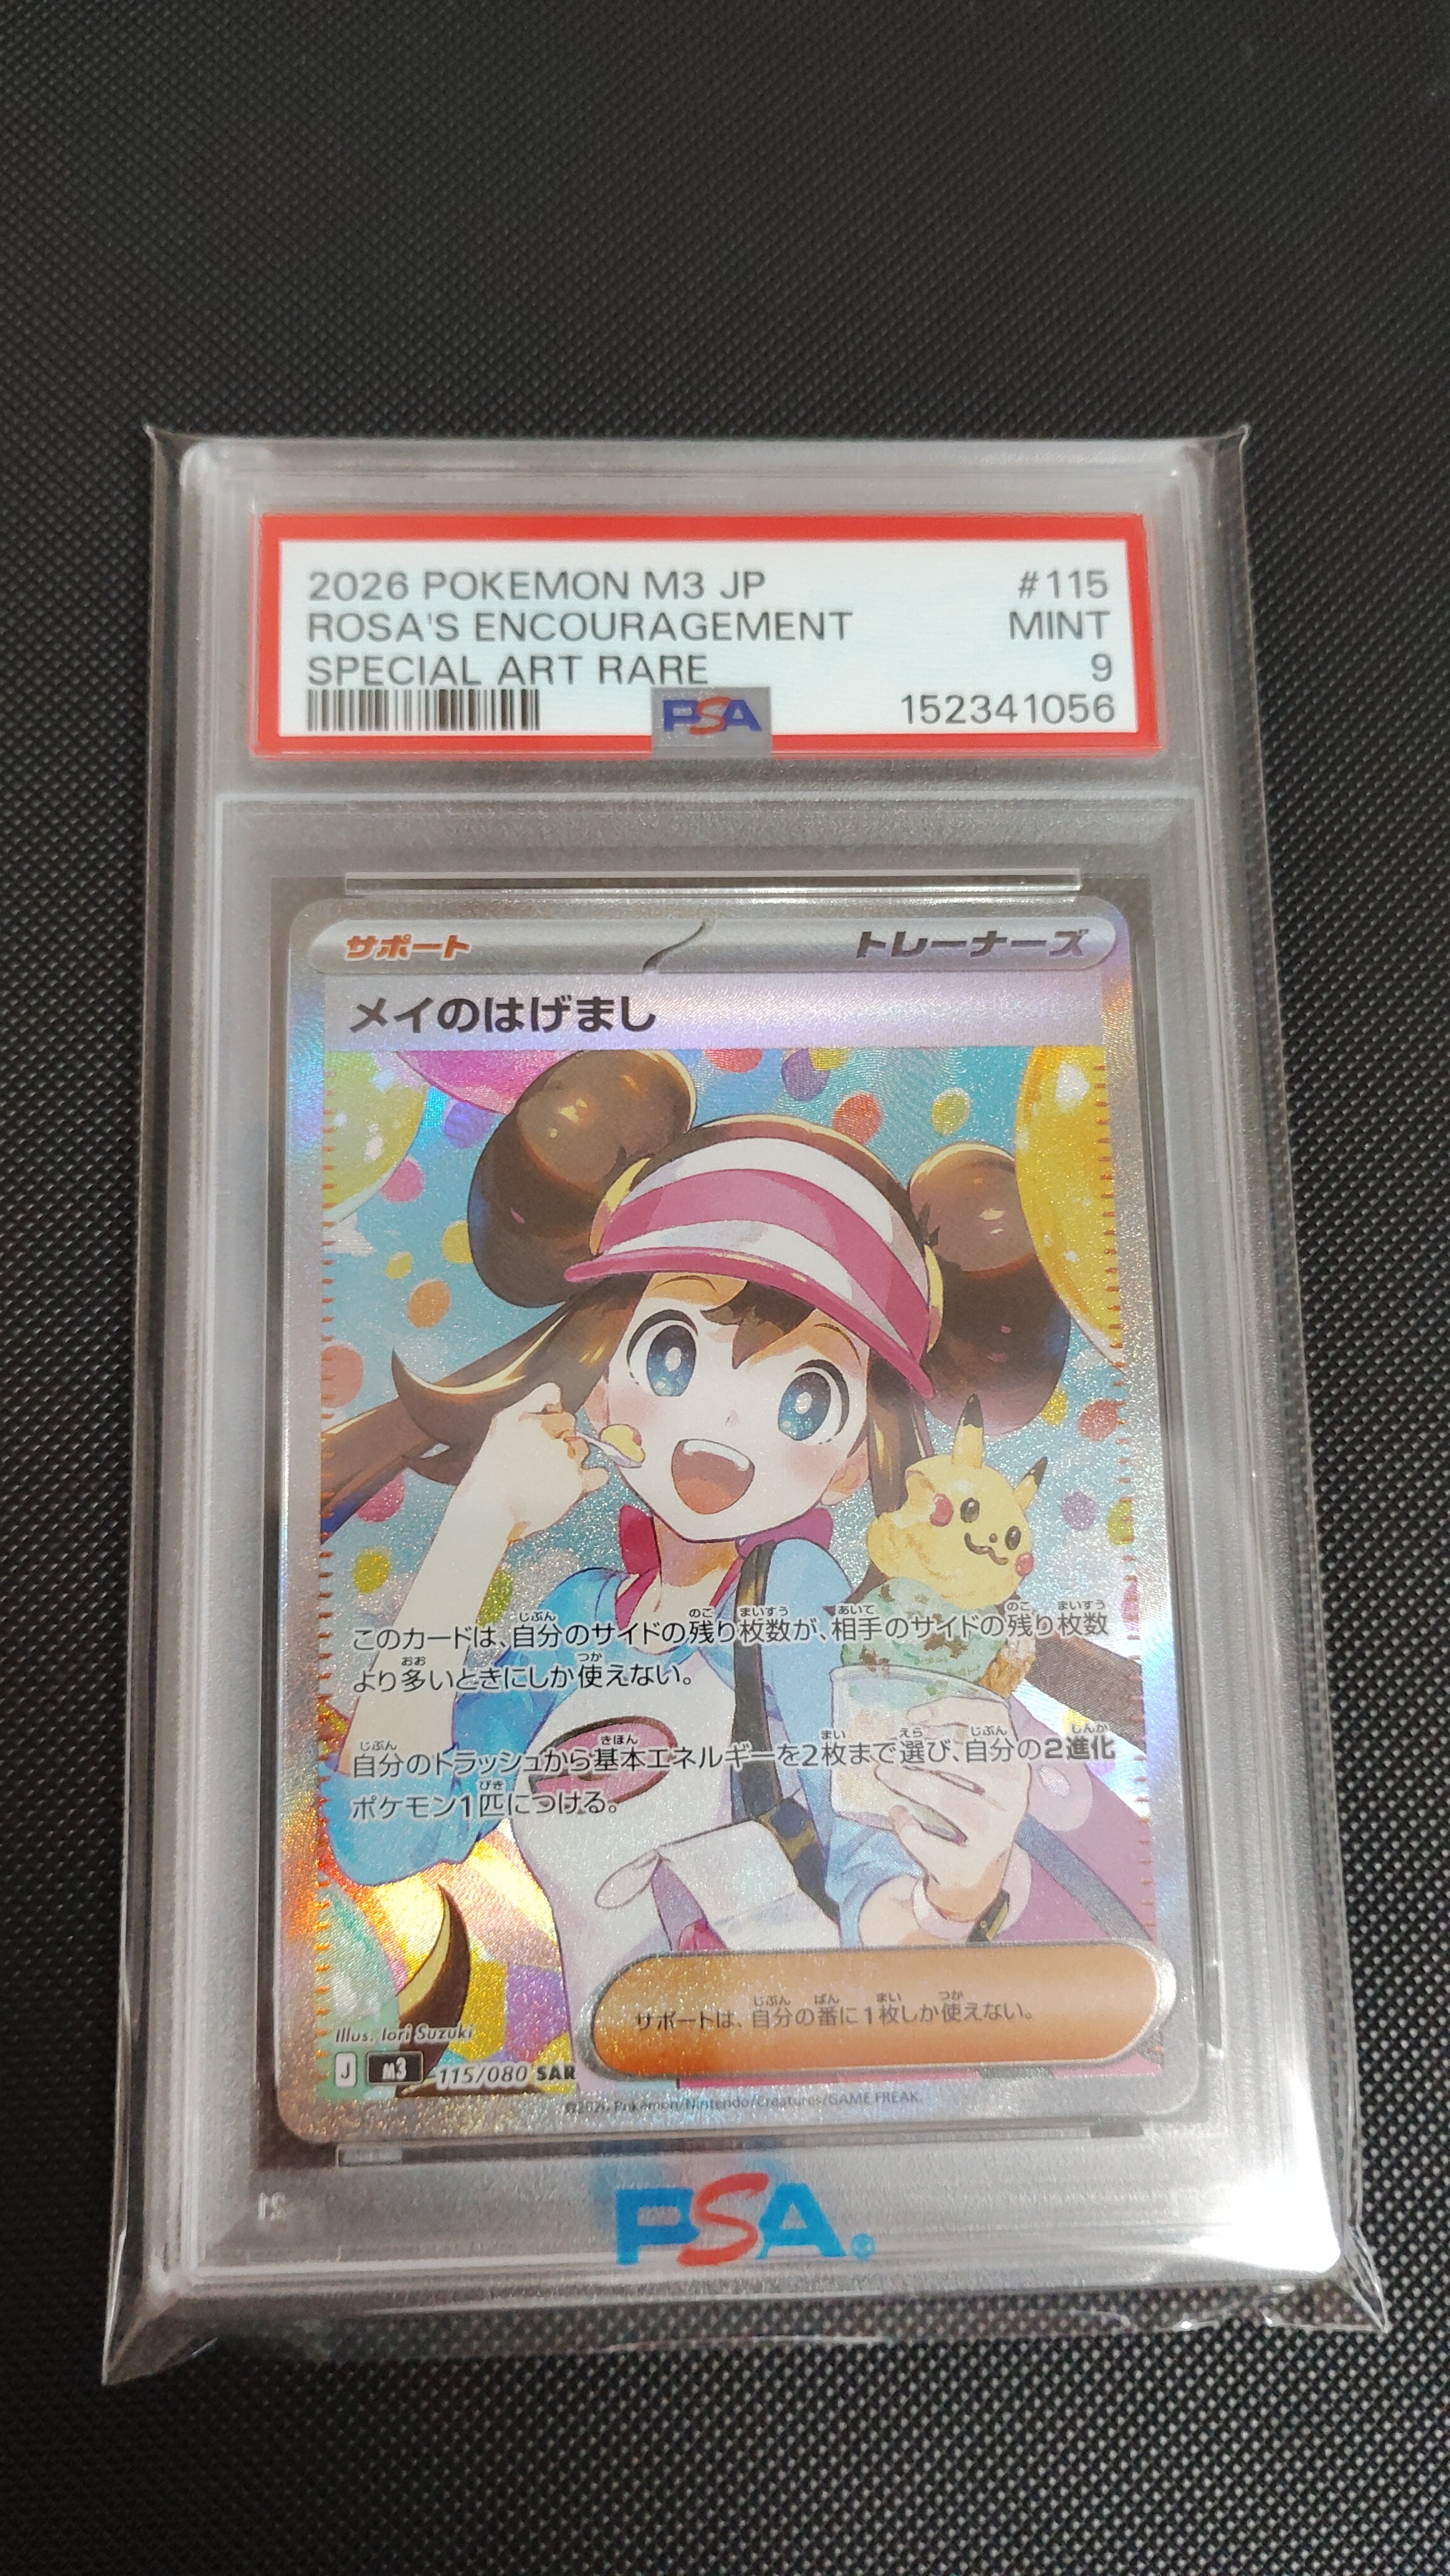 2026 POKEMON M3 JP #115
ROSA'S ENCOURAGEMENT MINT
SPECIAL ART RARE 9
PSA 152341056
サポート トレーナーズ
メイのはげまし
このカードは、自分のサイドの残り枚数が、相手のサイドの残り枚数
より多いときにしか使えない。
自分のトラッシュから基本エネルギーを2枚まで選び、自分の2進化
ポケモン1匹につける。
サポートは、自分の番に1枚しか使えない。
Illus. Iori Suzuki
J M3 115/080 SAR
©2026 Pokémon/Nintendo/Creatures/GAME FREAK.
PSA